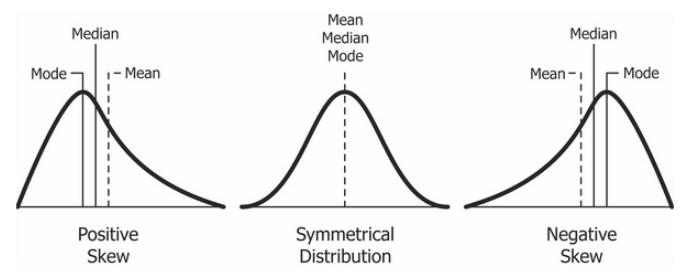 Median
Mode
Mean
Positive
Skew
Mean
Median
Mode
Symmetrical
Distribution
Median
Mean
Mode
Negative
Skew